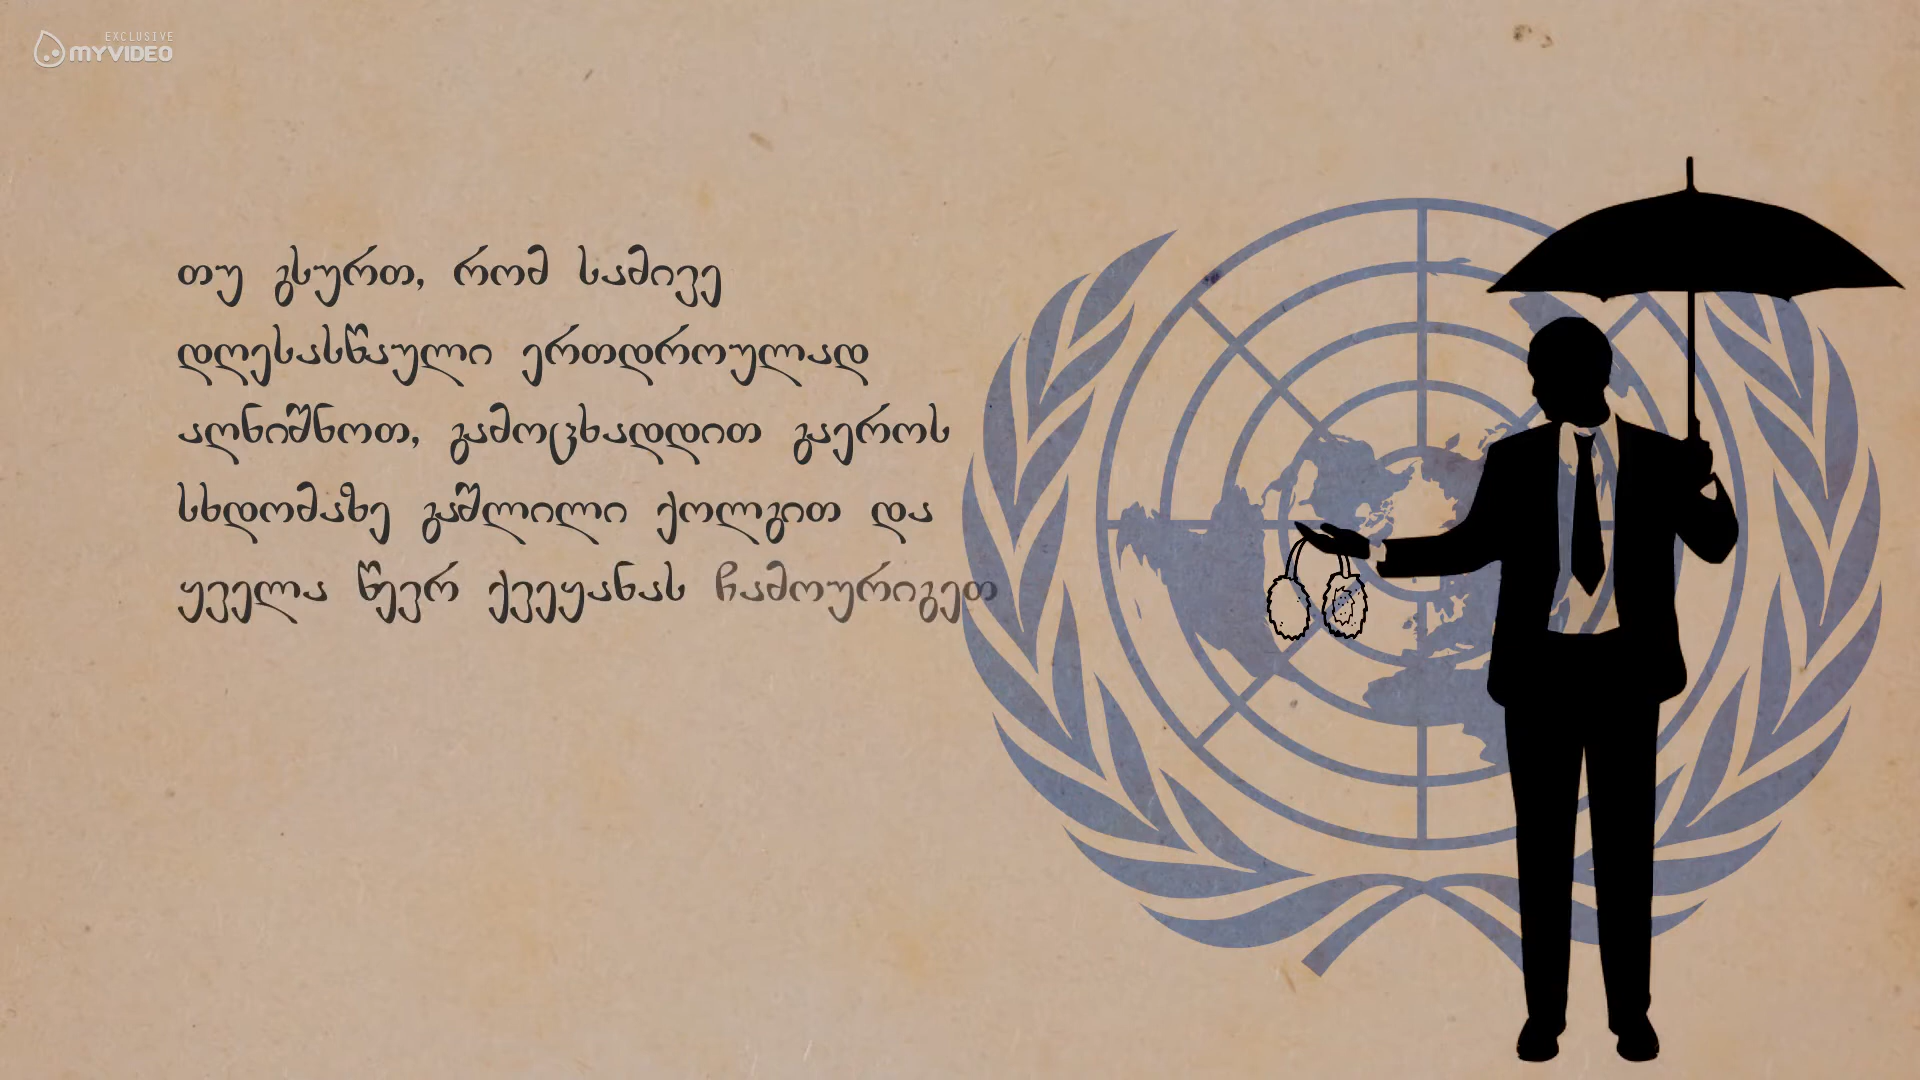 EXCLUSIVE
MYVIDEO
თუ გსურთ, რომ სამივე
დღესასწაული ერთდროულად
აღნიშნოთ, გამოცხადდით გაეროს
სხდომაზე გაშლილი ქოლგით და
ყველა წევრ ქვეყანას ჩამოურიგეთ